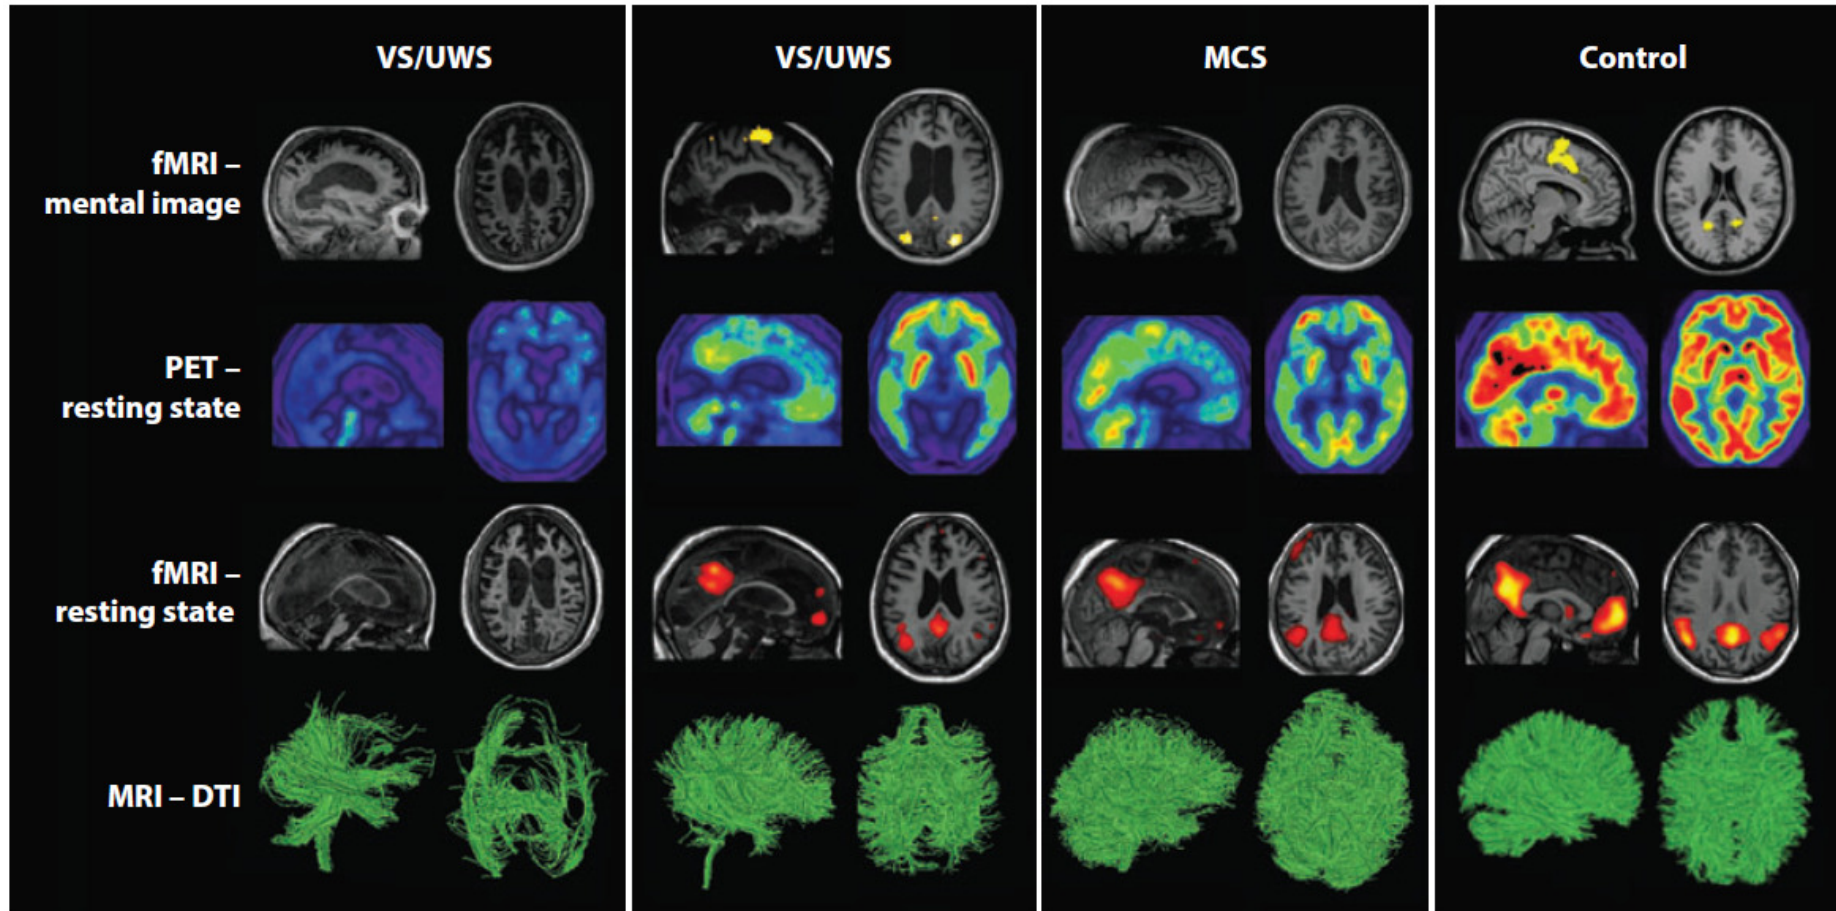 VS/UWS
VS/UWS
MCS
Control
fMRI –
mental image
PET –
resting state
fMRI –
resting state
MRI – DTI